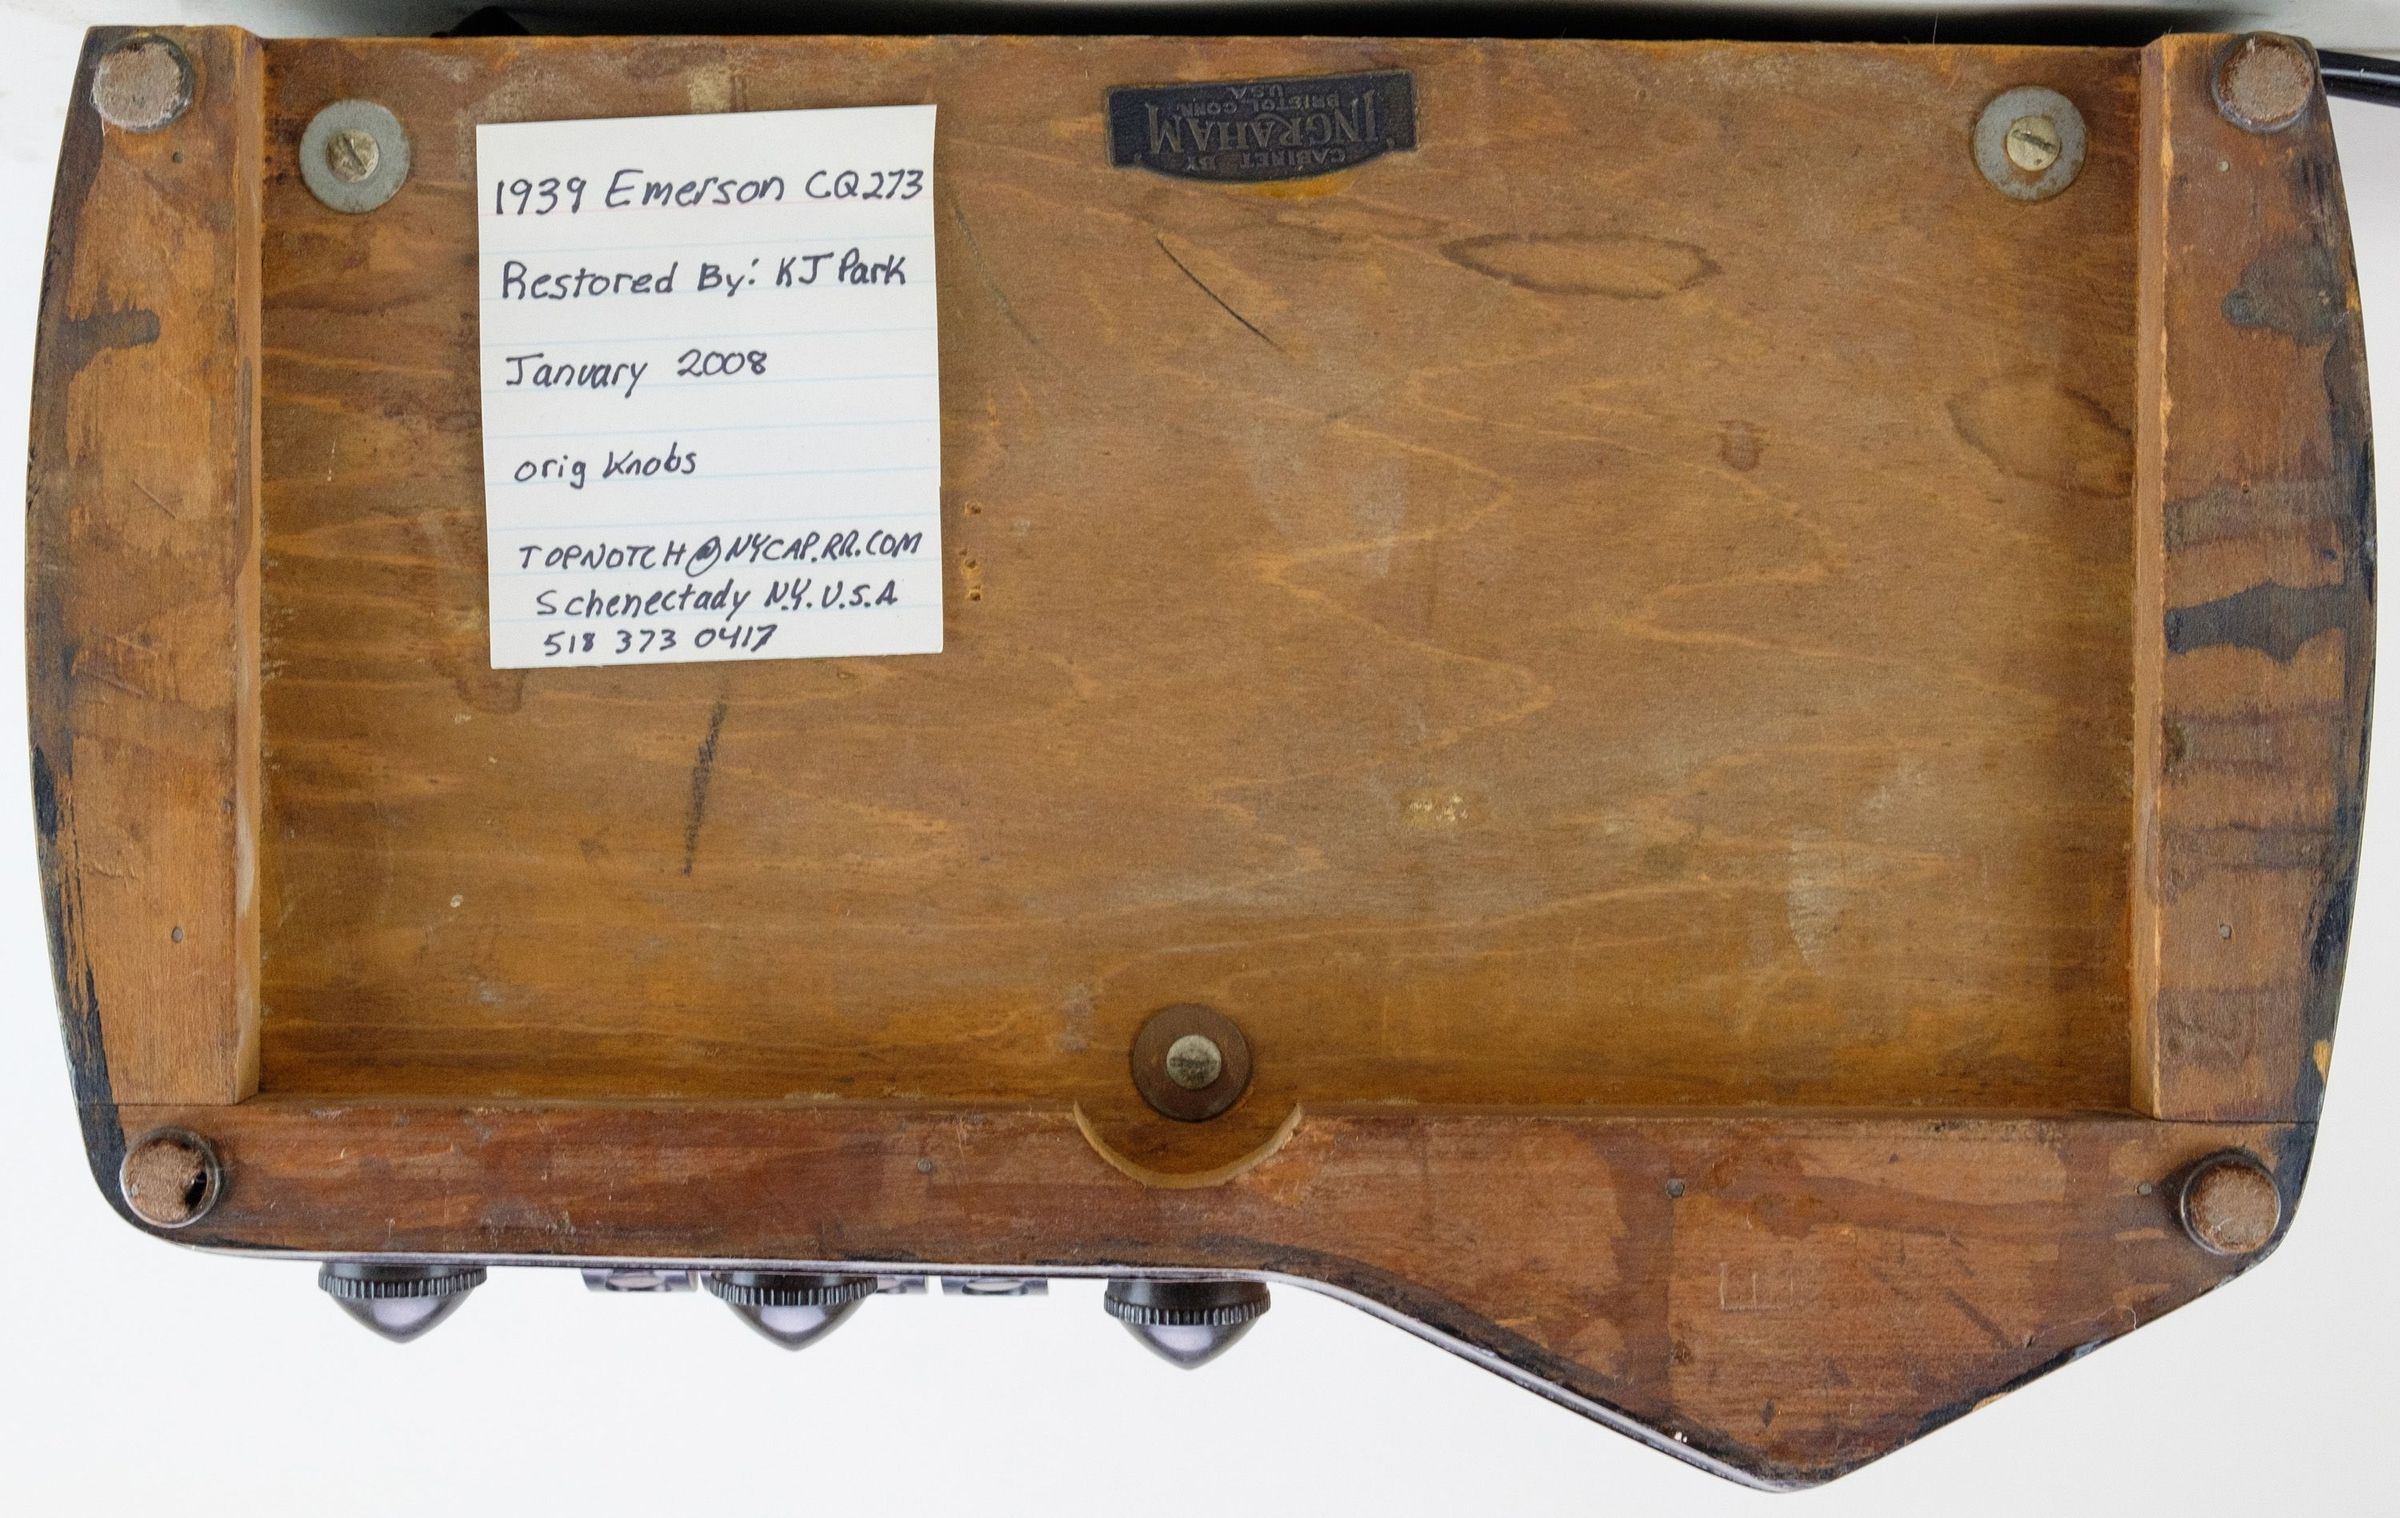 1939 Emerson CQ273
Restored By: KJ Park
January 2008
orig Knobs
TOPNOTCH@NYCAP.RR.COM
Schenectady N.Y. U.S.A
518 373 0417
CABINET BY
INGRAHAM
BRISTOL, CONN.
U.S.A.